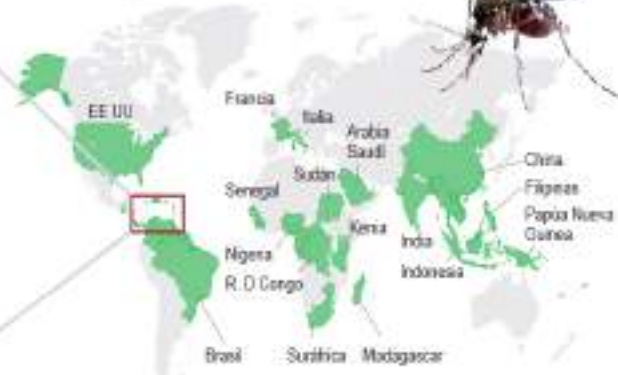 EE UU
Francia
Italia
Arabia
Saudí
Sudán
Senegal
China
Filipinas
Papúa Nueva
Guinea
Kenia
India
Nigeria
Indonesia
R. D Congo
Brasil
Suráfrica
Madagascar